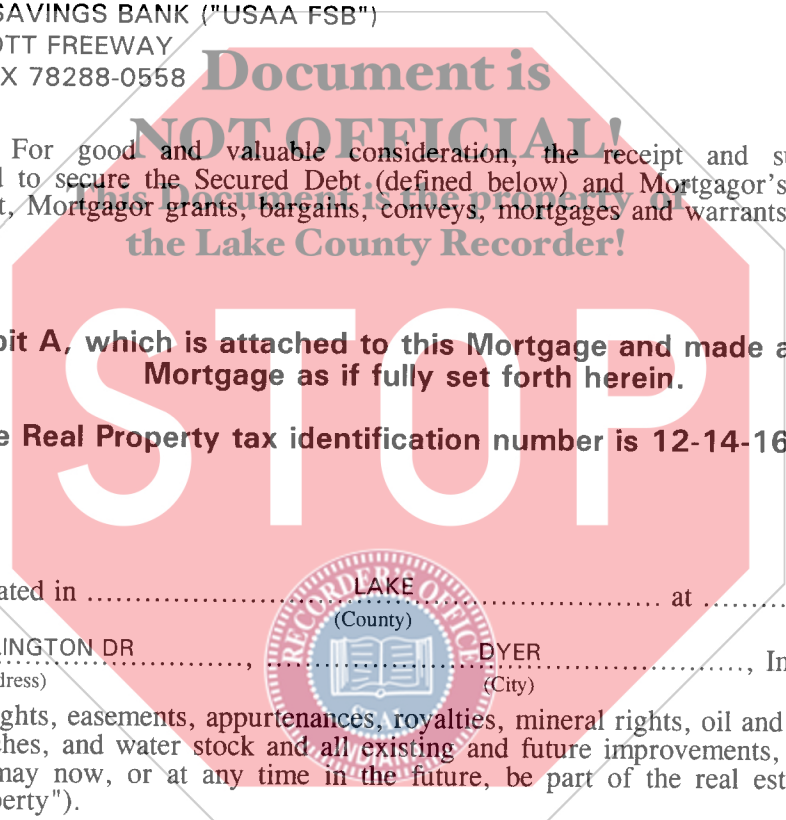 SAVINGS BANK ("USAA FSB")
OTT FREEWAY
X 78288-0558
Document is
NOT OFFICIAL!
This Document is the property of
the Lake County Recorder!
For good and valuable consideration, the receipt and su
d to secure the Secured Debt (defined below) and Mortgagor's
t, Mortgagor grants, bargains, conveys, mortgages and warrants
STOP
bit A, which is attached to this Mortgage and made a
Mortgage as if fully set forth herein.
e Real Property tax identification number is 12-14-16
ated in .................................... LAKE .................................... at ............
(County)
LINGTON DR ...................., .................................... DYER ...................................., In
dress) (City)
RECORDER'S OFFICE
SEAL
INDIANA
ghts, easements, appurtenances, royalties, mineral rights, oil and
ches, and water stock and all existing and future improvements,
may now, or at any time in the future, be part of the real est
perty").